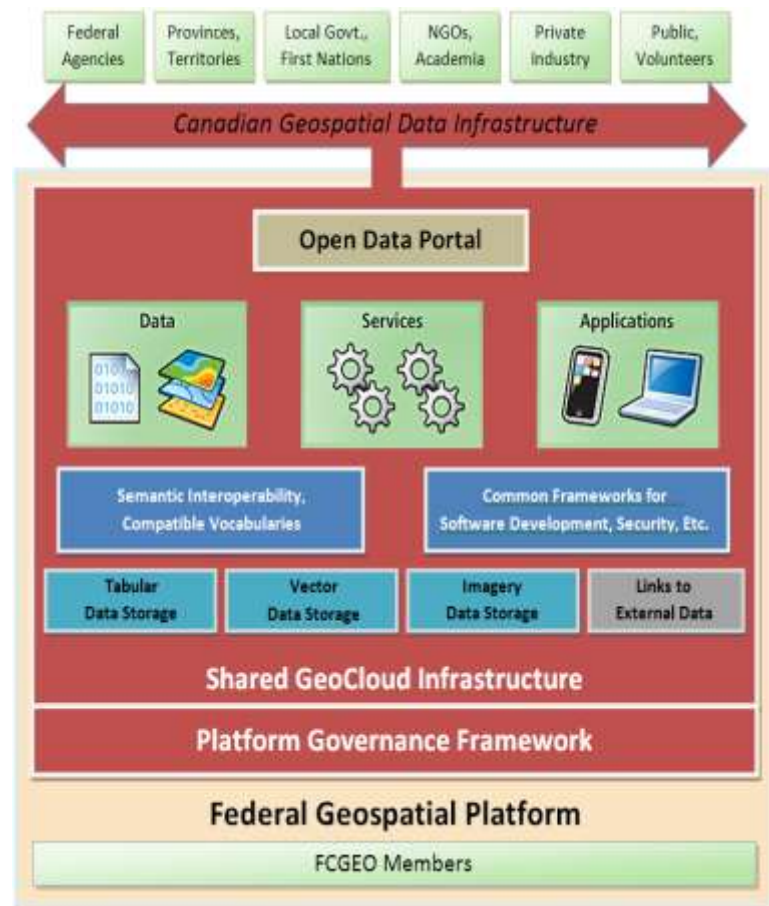 Federal
Agencies
Provinces,
Territories
Local Govt.,
First Nations
NGOs,
Academia
Private
Industry
Public,
Volunteers
Canadian Geospatial Data Infrastructure
Open Data Portal
Data
Services
Applications
0101
01010
01010
Semantic Interoperability,
Compatible Vocabularies
Common Frameworks for
Software Development, Security, Etc.
Tabular
Data Storage
Vector
Data Storage
Imagery
Data Storage
Links to
External Data
Shared GeoCloud Infrastructure
Platform Governance Framework
Federal Geospatial Platform
FCGEO Members